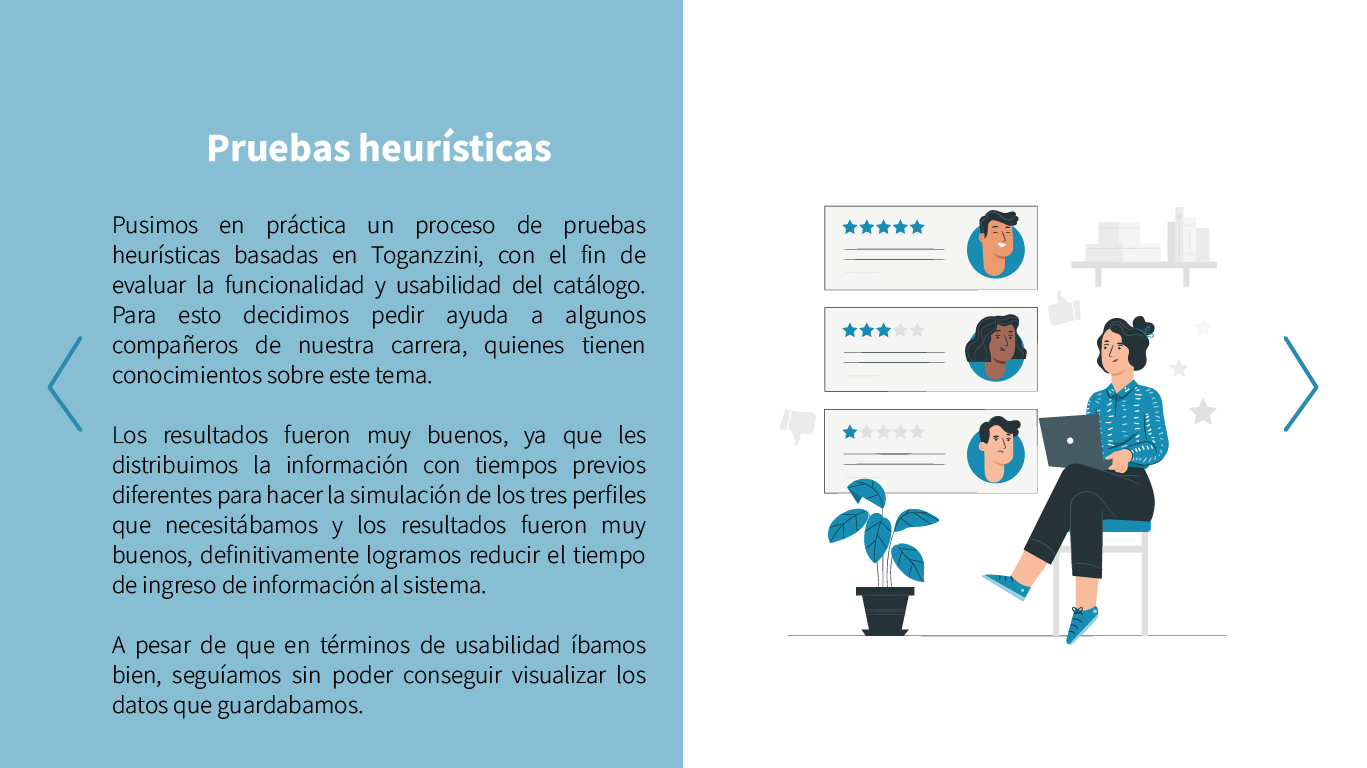 Pruebas heurísticas
Pusimos en práctica un proceso de pruebas
heurísticas basadas en Toganzzini, con el fin de
evaluar la funcionalidad y usabilidad del catálogo.
Para esto decidimos pedir ayuda a algunos
compañeros de nuestra carrera, quienes tienen
conocimientos sobre este tema.
Los resultados fueron muy buenos, ya que les
distribuimos la información con tiempos previos
diferentes para hacer la simulación de los tres perfiles
que necesitábamos y los resultados fueron muy
buenos, definitivamente logramos reducir el tiempo
de ingreso de información al sistema.
A pesar de que en términos de usabilidad íbamos
bien, seguíamos sin poder conseguir visualizar los
datos que guardabamos.